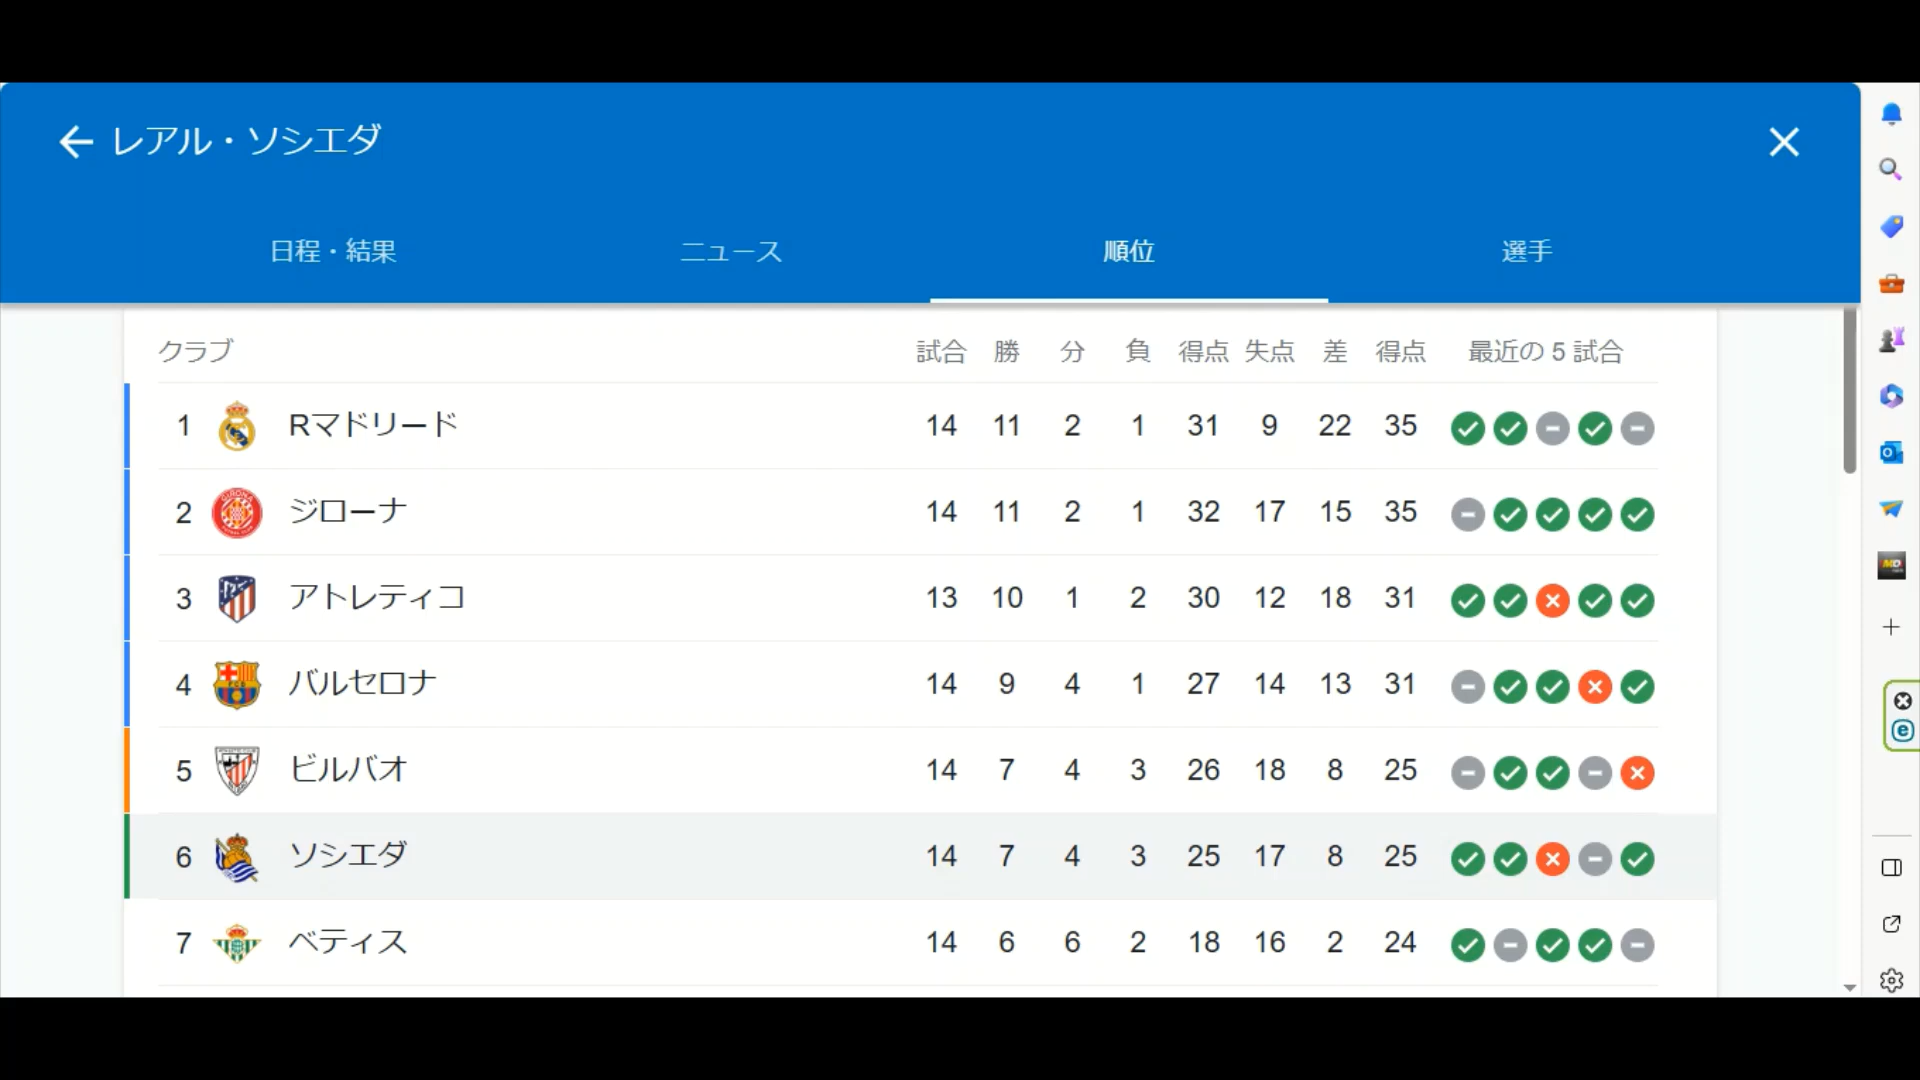 レアル・ソシエダ
日程・結果 ニュース 順位 選手
クラブ 試合 勝 分 負 得点 失点 差 得点 最近の 5 試合
1 Rマドリード 14 11 2 1 31 9 22 35
2 ジローナ 14 11 2 1 32 17 15 35
3 アトレティコ 13 10 1 2 30 12 18 31
4 バルセロナ 14 9 4 1 27 14 13 31
5 ビルバオ 14 7 4 3 26 18 8 25
6 ソシエダ 14 7 4 3 25 17 8 25
7 ベティス 14 6 6 2 18 16 2 24